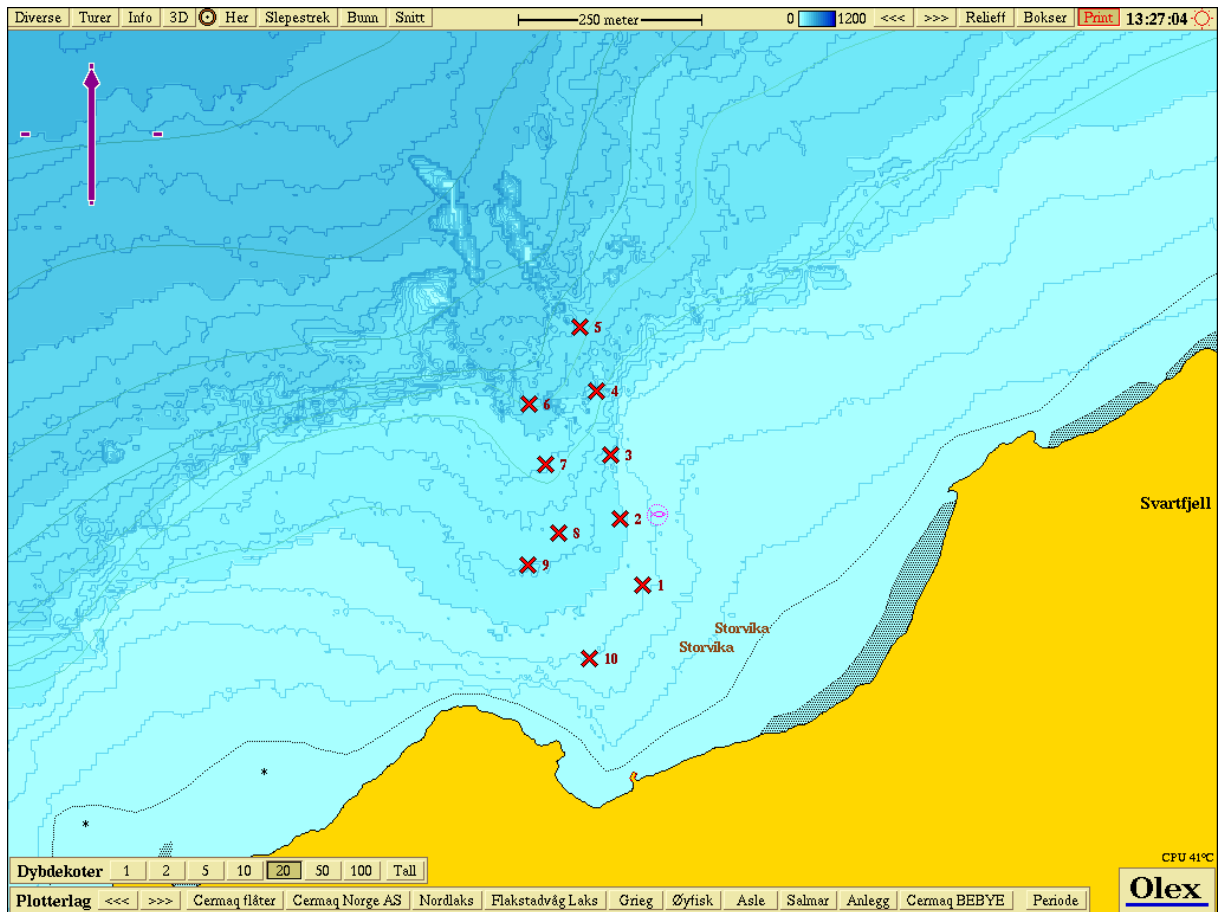 Diverse Turer Info 3D Her Slepestrek Bunn Snitt 250 meter 0 1200 <<< >>> Relieff Bokser Print 13:27:04
5
4
6
3
7
Svartfjell
2
8
9
1
Storvika
Storvika
10
*
*
CPU 41°C
Dybdekoter 1 2 5 10 20 50 100 Tall
Olex
Plotterlag <<< >>> Cermaq flåter Cermaq Norge AS Nordlaks Flakstadvåg Laks Grieg Øyfisk Asle Salmar Anlegg Cermaq BEBYE Periode